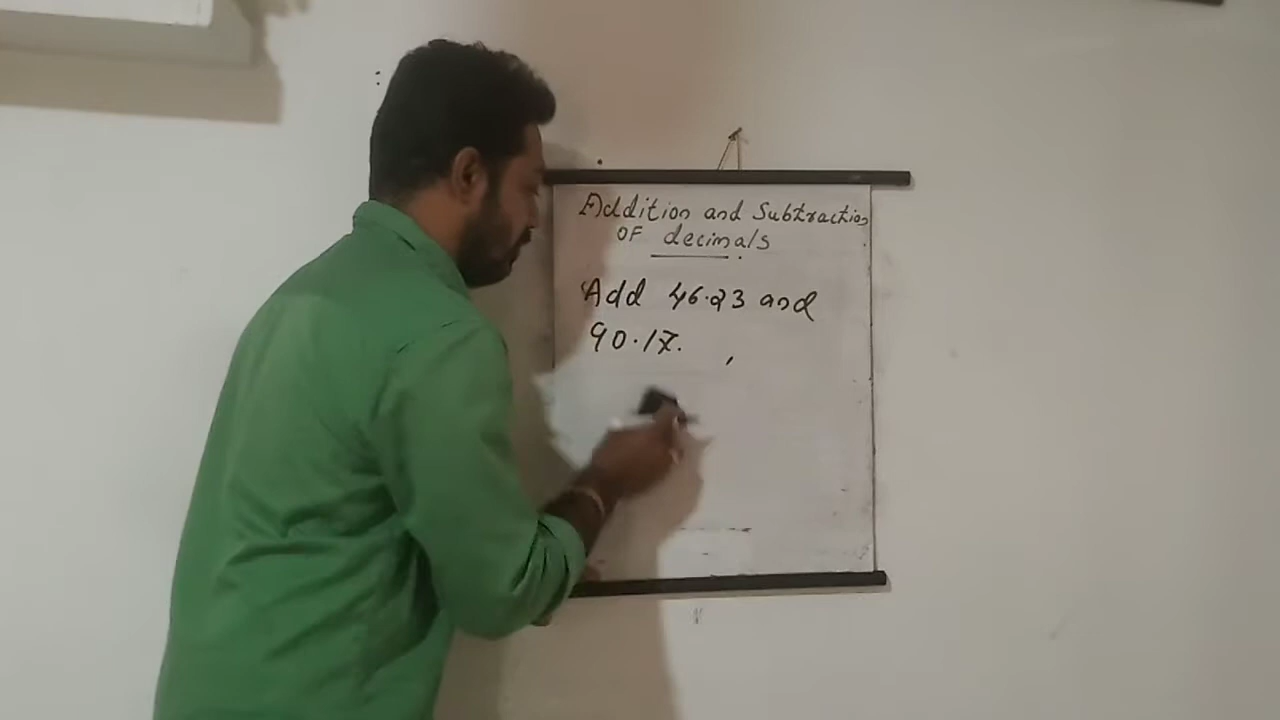 Addition and Subtraction
OF decimals
Add 46.23 and
90.17.